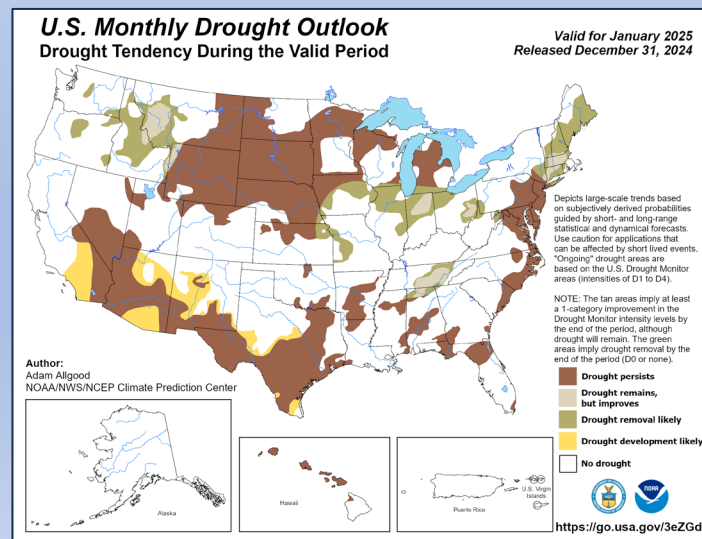 U.S. Monthly Drought Outlook
Drought Tendency During the Valid Period
Valid for January 2025
Released December 31, 2024
Depicts large-scale trends based
on subjectively derived probabilities
guided by short- and long-range
statistical and dynamical forecasts.
Use caution for applications that
can be affected by short lived events.
"Ongoing" drought areas are
based on the U.S. Drought Monitor
areas (intensities of D1 to D4).
NOTE: The tan areas imply at least
a 1-category improvement in
the Drought Monitor intensity levels by
the end of the period, although
drought will remain. The green
areas imply drought removal by the
end of the period (D0 or none).
Author:
Adam Allgood
NOAA/NWS/NCEP Climate Prediction Center
Drought persists
Drought remains,
but improves
Drought removal likely
Drought development likely
No drought
Alaska
Hawaii
Puerto Rico
U.S. Virgin
Islands
NOAA
https://go.usa.gov/3eZGd